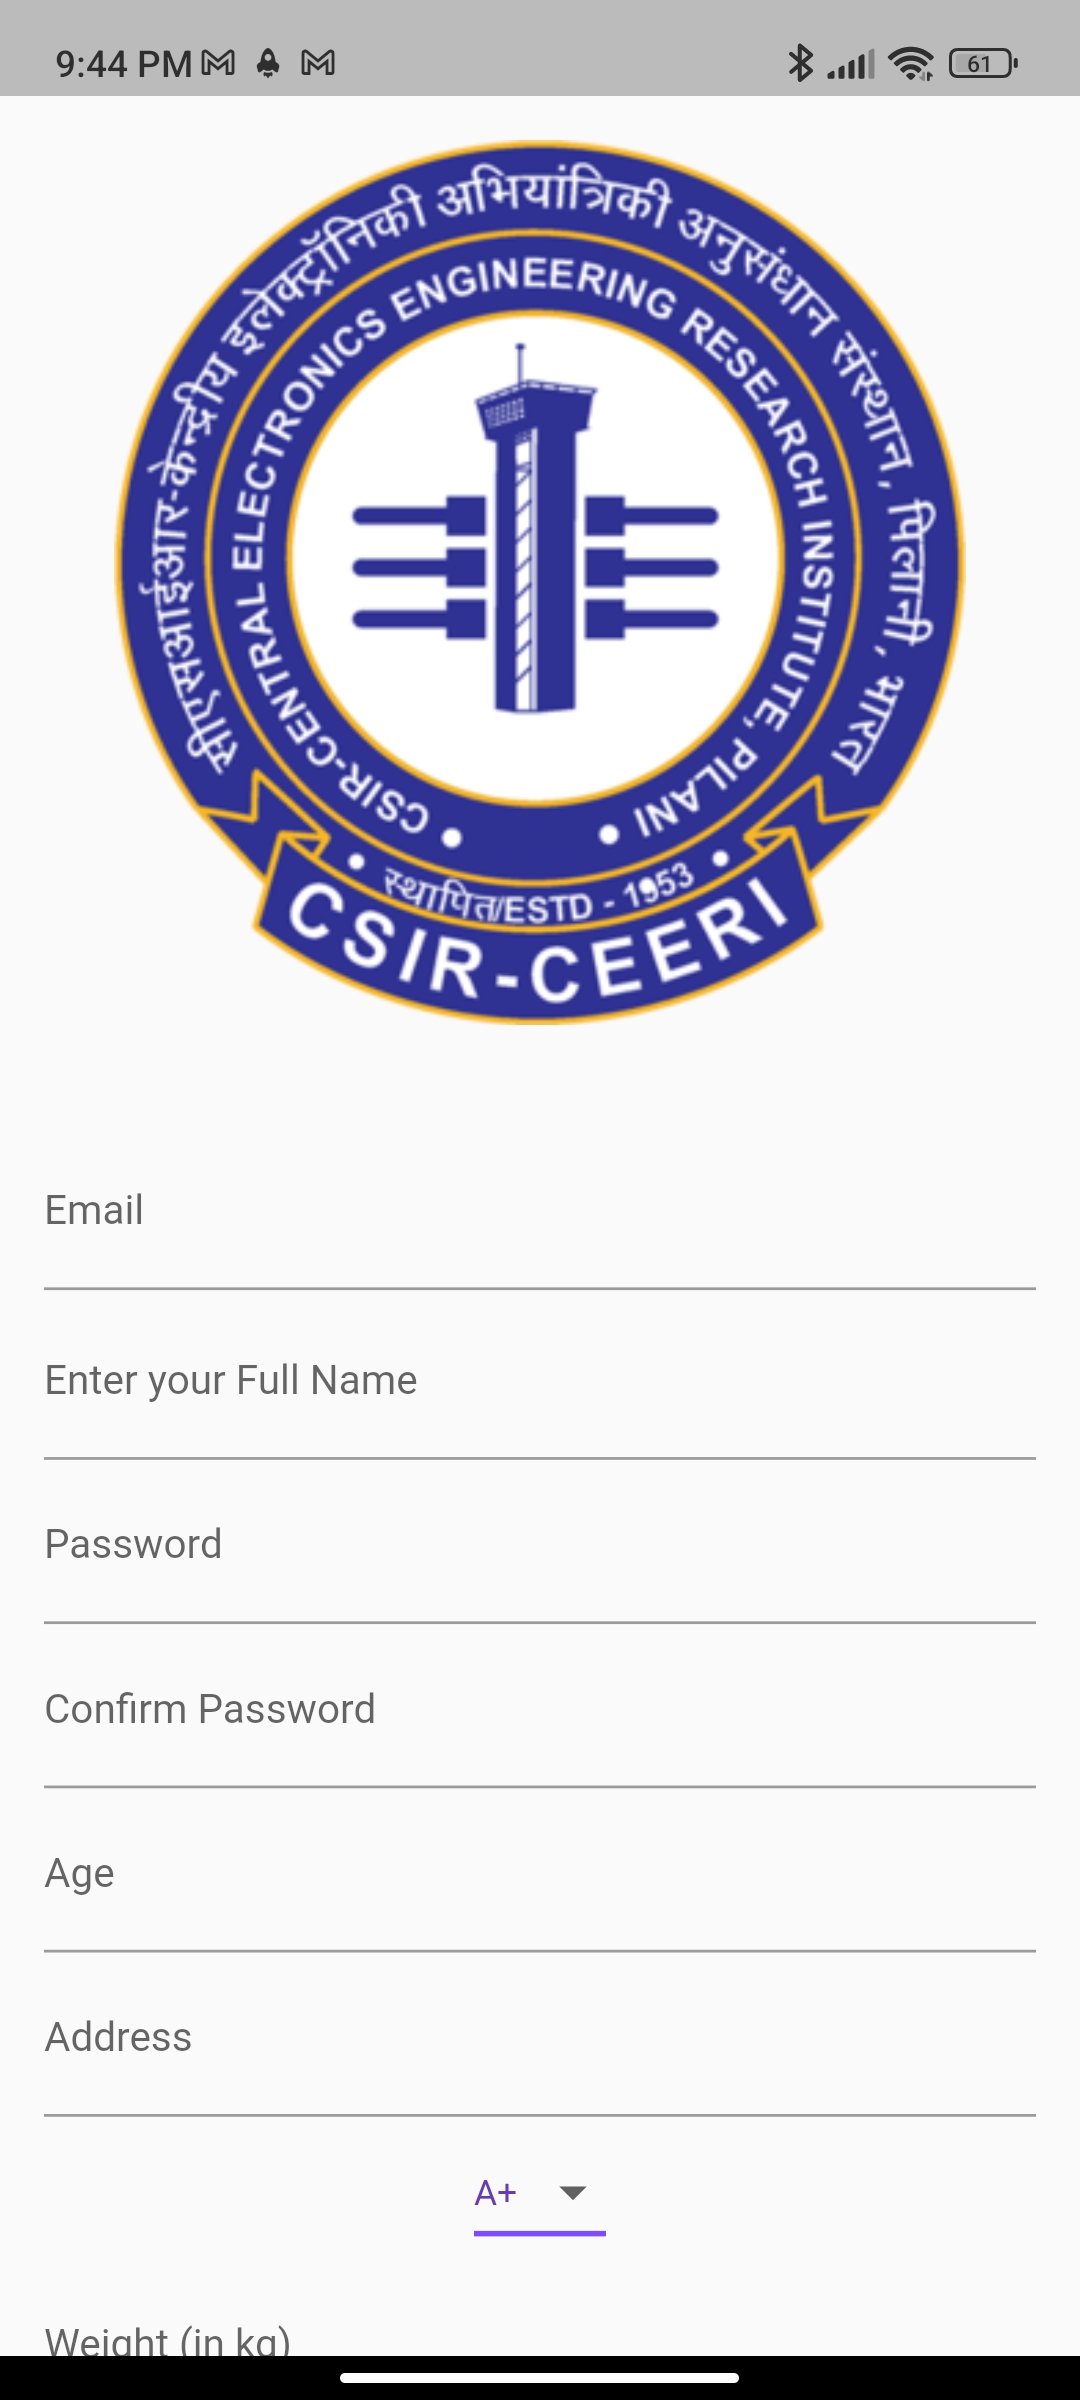 9:44 PM
61
सीएसआईआर-केन्द्रीय इलेक्ट्रॉनिकी अभियांत्रिकी अनुसंधान संस्थान, पिलानी, भारत
CSIR-CENTRAL ELECTRONICS ENGINEERING RESEARCH INSTITUTE, PILANI
स्थापित/ESTD - 1953
CSIR-CEERI
Email
Enter your Full Name
Password
Confirm Password
Age
Address
A+
Weight (in kg)